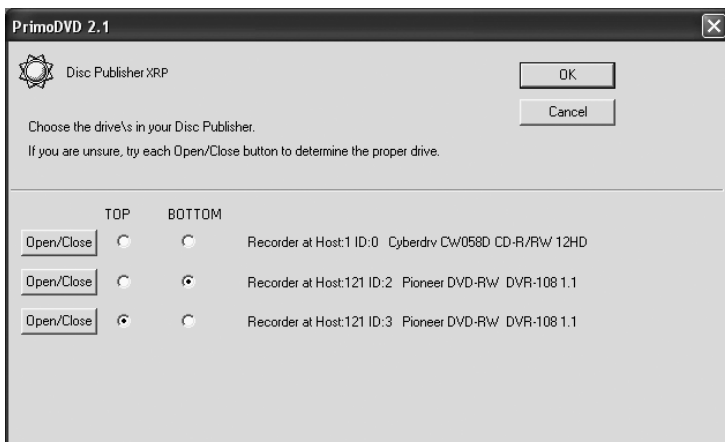 PrimoDVD 2.1
Disc Publisher XRP
OK
Cancel
Choose the drive\s in your Disc Publisher.
If you are unsure, try each Open/Close button to determine the proper drive.
TOP BOTTOM
Open/Close Recorder at Host:1 ID:0 Cyberdrv CW058D CD-R/RW 12HD
Open/Close Recorder at Host:121 ID:2 Pioneer DVD-RW DVR-108 1.1
Open/Close Recorder at Host:121 ID:3 Pioneer DVD-RW DVR-108 1.1